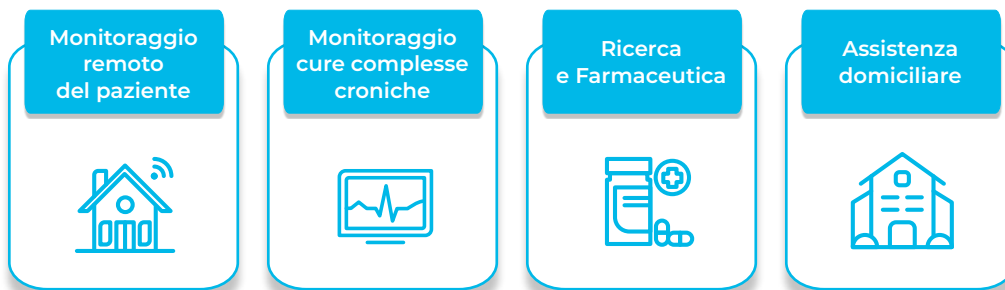 Monitoraggio
remoto
del paziente
Monitoraggio
cure complesse
croniche
Ricerca
e Farmaceutica
Assistenza
domiciliare